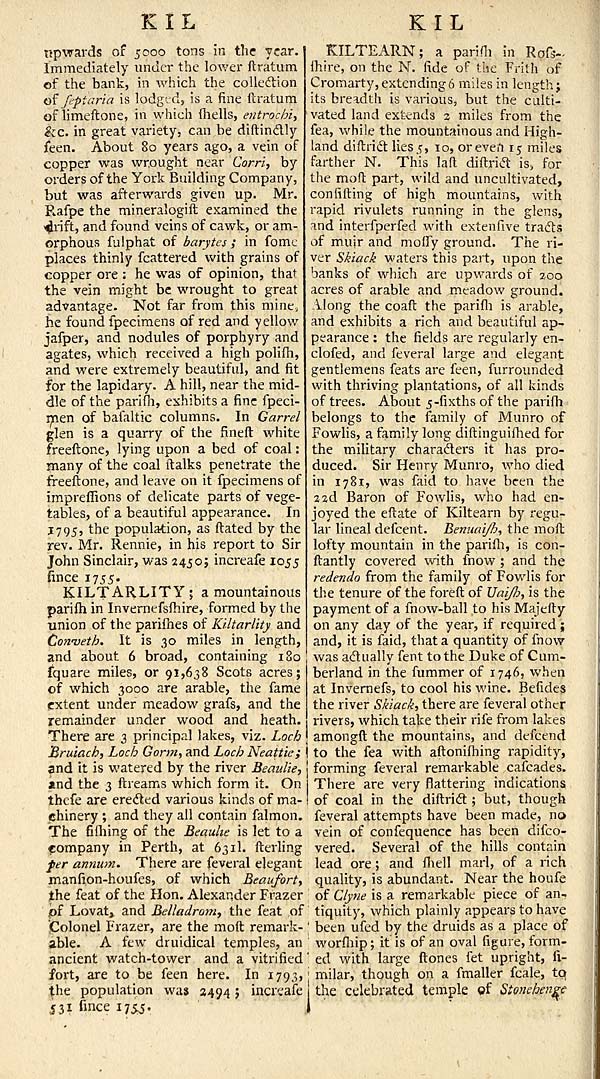 KIL
upwards of 5000 tons in the year.
Immediately under the lower ſtratum
of the bank, in which the collection
of ſeptaria is lodged, is a fine ſtratum
of limeſtone, in which ſhells, entrochi,
&c. in great variety, can be diſtinctly
ſeen. About 80 years ago, a vein of
copper was wrought near Corri, by
orders of the York Building Company,
but was afterwards given up. Mr.
Raſpe the mineralogiſt examined the
drift, and found veins of cawk, or am-
orphous ſulphat of barytes; in ſome
places thinly ſcattered with grains of
copper ore: he was of opinion, that
the vein might be wrought to great
advantage. Not far from this mine,
he found ſpecimens of red and yellow
jaſper, and nodules of porphyry and
agates, which received a high poliſh,
and were extremely beautiful, and fit
for the lapidary. A hill, near the mid-
dle of the pariſh, exhibits a fine ſpeci-
men of baſaltic columns. In Garrel
glen is a quarry of the fineſt white
freeſtone, lying upon a bed of coal:
many of the coal ſtalks penetrate the
freeſtone, and leave on it ſpecimens of
impreſſions of delicate parts of vege-
tables, of a beautiful appearance. In
1795, the population, as ſtated by the
rev. Mr. Rennie, in his report to Sir
John Sinclair, was 2450; increaſe 1055
ſince 1755.
KILTARLITY; a mountainous
pariſh in Inverneſsſhire, formed by the
union of the pariſhes of Kiltarlity and
Conveth. It is 30 miles in length,
and about 6 broad, containing 180
ſquare miles, or 91,638 Scots acres;
of which 3000 are arable, the ſame
extent under meadow graſs, and the
remainder under wood and heath.
There are 3 principal lakes, viz. Loch
Bruiach, Loch Gorm, and Loch Neattie;
and it is watered by the river Beaulie,
and the 3 ſtreams which form it. On
theſe are erected various kinds of ma-
chinery; and they all contain ſalmon.
The fiſhing of the Beaulie is let to a
company in Perth, at 631l. ſterling
per annum. There are ſeveral elegant
manſion-houſes, of which Beaufort,
the ſeat of the Hon. Alexander Frazer
of Lovat, and Belladrom, the ſeat of
Colonel Frazer, are the moſt remark-
able. A few druidical temples, an
ancient watch-tower and a vitrified
fort, are to be ſeen here. In 1793,
the population was 2494; increaſe
531 ſince 1755.
KIL
KILTEARN; a pariſh in Roſs-
ſhire, on the N. ſide of the Frith of
Cromarty, extending 6 miles in length;
its breadth is various, but the culti-
vated land extends 2 miles from the
ſea, while the mountainous and High-
land diſtrict lies 5, 10, or even 15 miles
farther N. This laſt diſtrict is, for
the moſt part, wild and uncultivated,
conſiſting of high mountains, with
rapid rivulets running in the glens,
and interſperſed with extenſive tracts
of muir and moſſy ground. The ri-
ver Skiack waters this part, upon the
banks of which are upwards of 200
acres of arable and meadow ground.
Along the coaſt the pariſh is arable,
and exhibits a rich and beautiful ap-
pearance: the fields are regularly en-
cloſed, and ſeveral large and elegant
gentlemens ſeats are ſeen, ſurrounded
with thriving plantations, of all kinds
of trees. About 5-ſixths of the pariſh
belongs to the family of Munro of
Fowlis, a family long diſtinguiſhed for
the military characters it has pro-
duced. Sir Henry Munro, who died
in 1781, was ſaid to have been the
22d Baron of Fowlis, who had en-
joyed the eſtate of Kiltearn by regu-
lar lineal deſcent. Benuaiſh, the moſt
lofty mountain in the pariſh, is con-
ſtantly covered with ſnow; and the
redendo from the family of Fowlis for
the tenure of the foreſt of Uaiſh, is the
payment of a ſnow-ball to his Majeſty
on any day of the year, if required;
and, it is ſaid, that a quantity of ſnow
was actually ſent to the Duke of Cum-
berland in the ſummer of 1746, when
at Inverneſs, to cool his wine. Beſides
the river Skiack, there are ſeveral other
rivers, which take their riſe from lakes
amongſt the mountains, and deſcend
to the ſea with aſtoniſhing rapidity,
forming ſeveral remarkable caſcades.
There are very flattering indications
of coal in the diſtrict; but, though
ſeveral attempts have been made, no
vein of conſequence has been diſco-
vered. Several of the hills contain
lead ore; and ſhell marl, of a rich
quality, is abundant. Near the houſe
of Clyne is a remarkable piece of an-
tiquity, which plainly appears to have
been uſed by the druids as a place of
worſhip; it is of an oval figure, form-
ed with large ſtones ſet upright, ſi-
milar, though on a ſmaller ſcale, to
the celebrated temple of Stonehenge